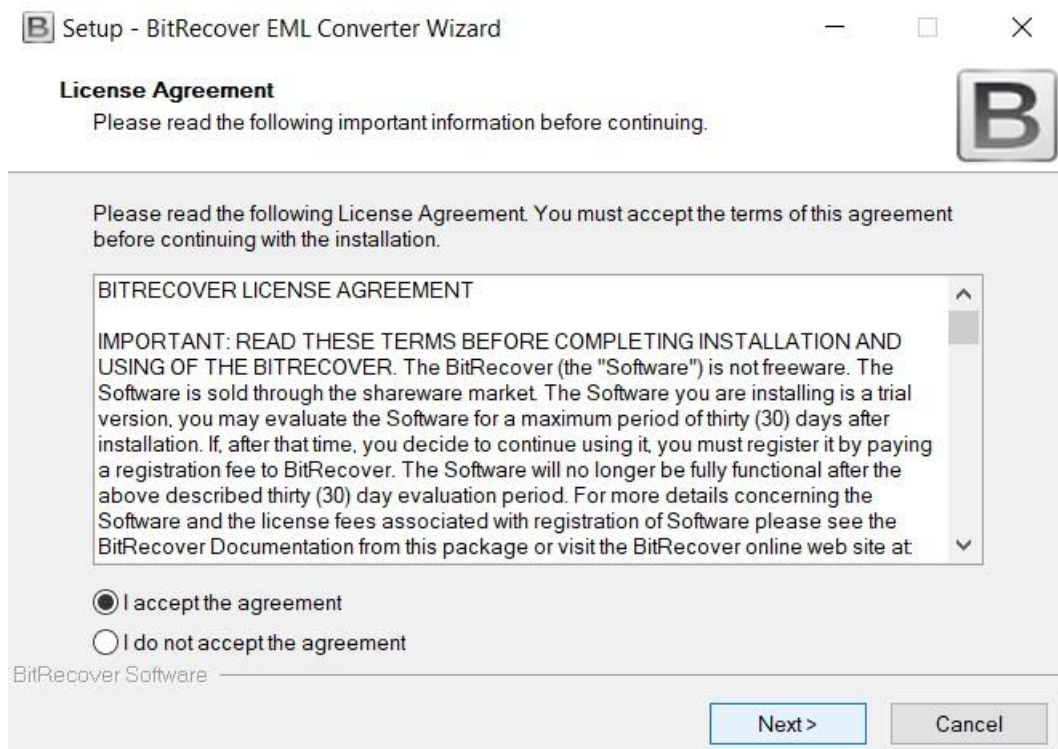 B Setup - BitRecover EML Converter Wizard
License Agreement
Please read the following important information before continuing.
B
Please read the following License Agreement. You must accept the terms of this agreement
before continuing with the installation.
BITRECOVER LICENSE AGREEMENT
IMPORTANT: READ THESE TERMS BEFORE COMPLETING INSTALLATION AND
USING OF THE BITRECOVER. The BitRecover (the "Software") is not freeware. The
Software is sold through the shareware market. The Software you are installing is a trial
version, you may evaluate the Software for a maximum period of thirty (30) days after
installation. If, after that time, you decide to continue using it, you must register it by paying
a registration fee to BitRecover. The Software will no longer be fully functional after the
above described thirty (30) day evaluation period. For more details concerning the
Software and the license fees associated with registration of Software please see the
BitRecover Documentation from this package or visit the BitRecover online web site at:
I accept the agreement
I do not accept the agreement
BitRecover Software
Next >
Cancel